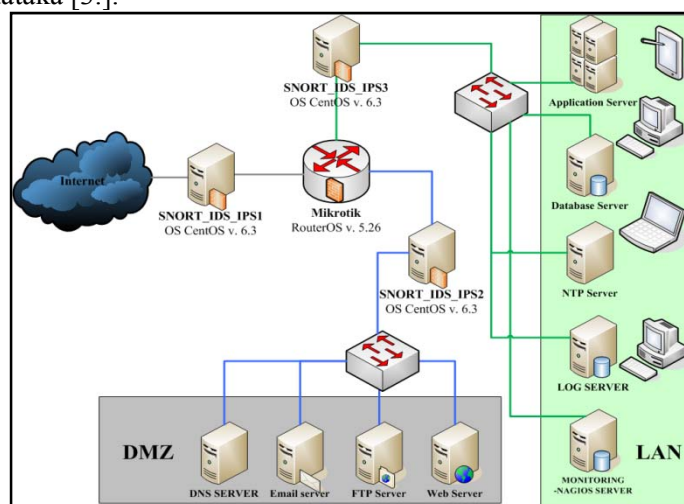 SNORT_IDS_IPS3
OS CentOS v. 6.3
Application Server
Internet
SNORT_IDS_IPS1
OS CentOS v. 6.3
Mikrotik
RouterOS v. 5.26
Database Server
SNORT_IDS_IPS2
OS CentOS v. 6.3
NTP Server
LOG SERVER
DMZ
DNS SERVER
Email server
FTP Server
Web Server
MONITORING
-NAGIOS SERVER
LAN